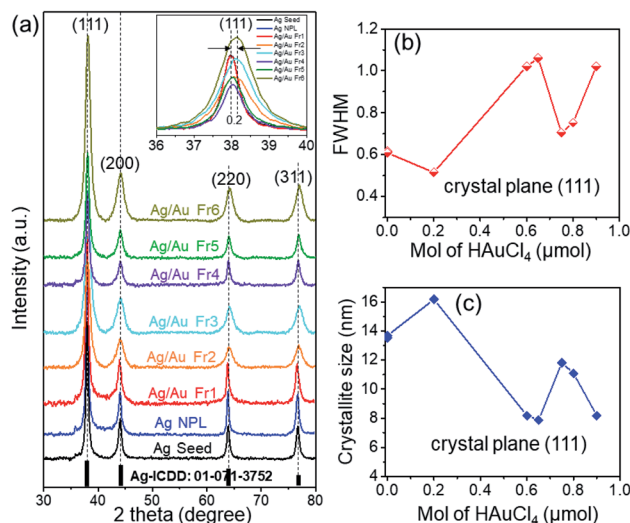 (a)
(111)
(200)
(220)
(311)
Ag/Au Fr6
Ag/Au Fr5
Ag/Au Fr4
Ag/Au Fr3
Ag/Au Fr2
Ag/Au Fr1
Ag NPL
Ag Seed
Ag-ICDD: 01-071-3752
Intensity (a.u.)
30 40 50 60 70 80
2 theta (degree)
(111)
Ag Seed
Ag NPL
Ag/Au Fr1
Ag/Au Fr2
Ag/Au Fr3
Ag/Au Fr4
Ag/Au Fr5
Ag/Au Fr6
0.2
36 37 38 39 40
(b)
FWHM
1.2
1.0
0.8
0.6
0.4
crystal plane (111)
0.0 0.2 0.4 0.6 0.8 1.0
Mol of HAuCl₄ (µmol)
(c)
Crystallite size (nm)
16
14
12
10
8
6
4
crystal plane (111)
0.0 0.2 0.4 0.6 0.8 1.0
Mol of HAuCl₄ (µmol)